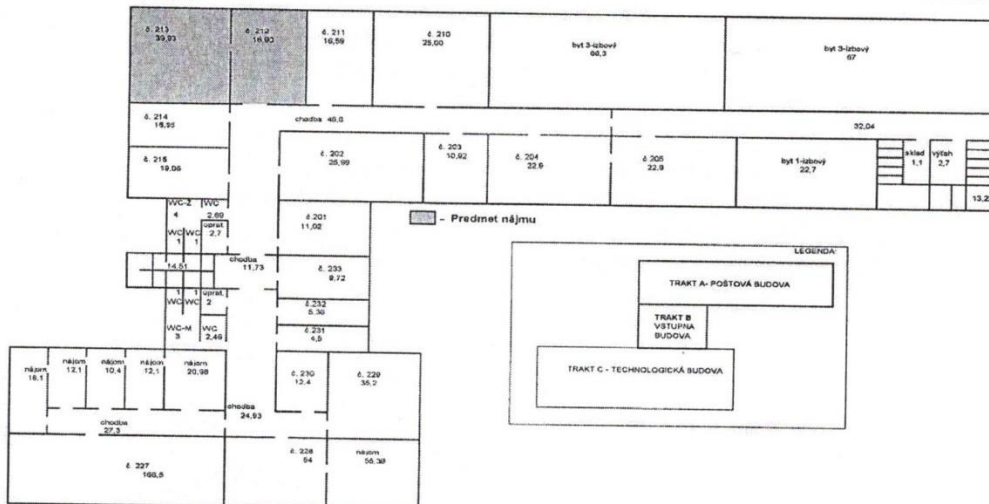 č. 213
39,93
č. 212
16,90
č. 211
16,59
č. 210
25,00
byt 3-izbový
66,3
byt 3-izbový
67
č. 214
16,95
chodba 46,6
32,04
č. 215
19,06
č. 202
25,99
č. 203
10,92
č. 204
22,6
č. 205
22,9
byt 1-izbový
22,7
sklad
1,1
výťah
2,7
13,2
WC-Ž
4
WC
2,69
č. 201
11,02
- Predmet nájmu
WC
1
WC
1
uprat.
2,7
14,51
chodba
11,73
č. 233
9,72
LEGENDA:
TRAKT A- POŠTOVÁ BUDOVA
1
WC
1
WC
uprat.
2
č. 232
5,36
č. 231
4,5
TRAKT B
VSTUPNA
BUDOVA
WC-M
3
WC
2,46
TRAKT C - TECHNOLOGICKÁ BUDOVA
nájom
16,1
nájom
12,1
nájom
10,4
nájom
12,1
nájom
20,98
č. 230
12,4
č. 229
35,2
chodba
24,93
chodba
27,3
č. 227
168,5
č. 228
54
nájom
55,39